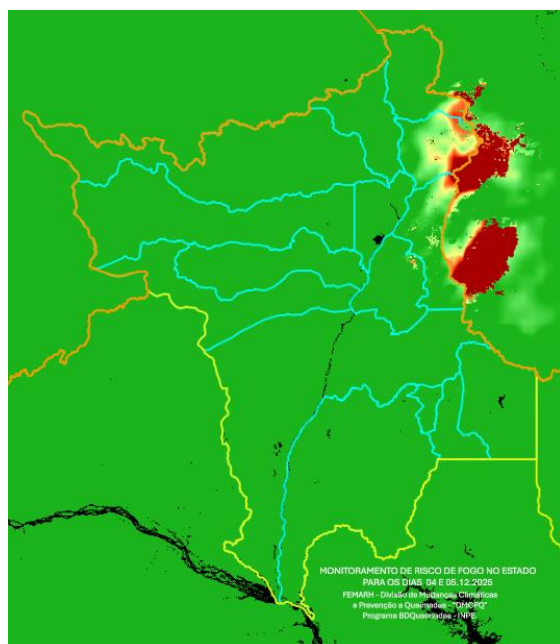 MONITORAMENTO DE RISCO DE FOGO NO ESTADO
PARA OS DIAS 04 E 05.12.2025
FEMARH - Divisão de Mudanças Climáticas
e Prevenção a Queimadas - "DMCPQ"
Programa BDQueimadas - INPE